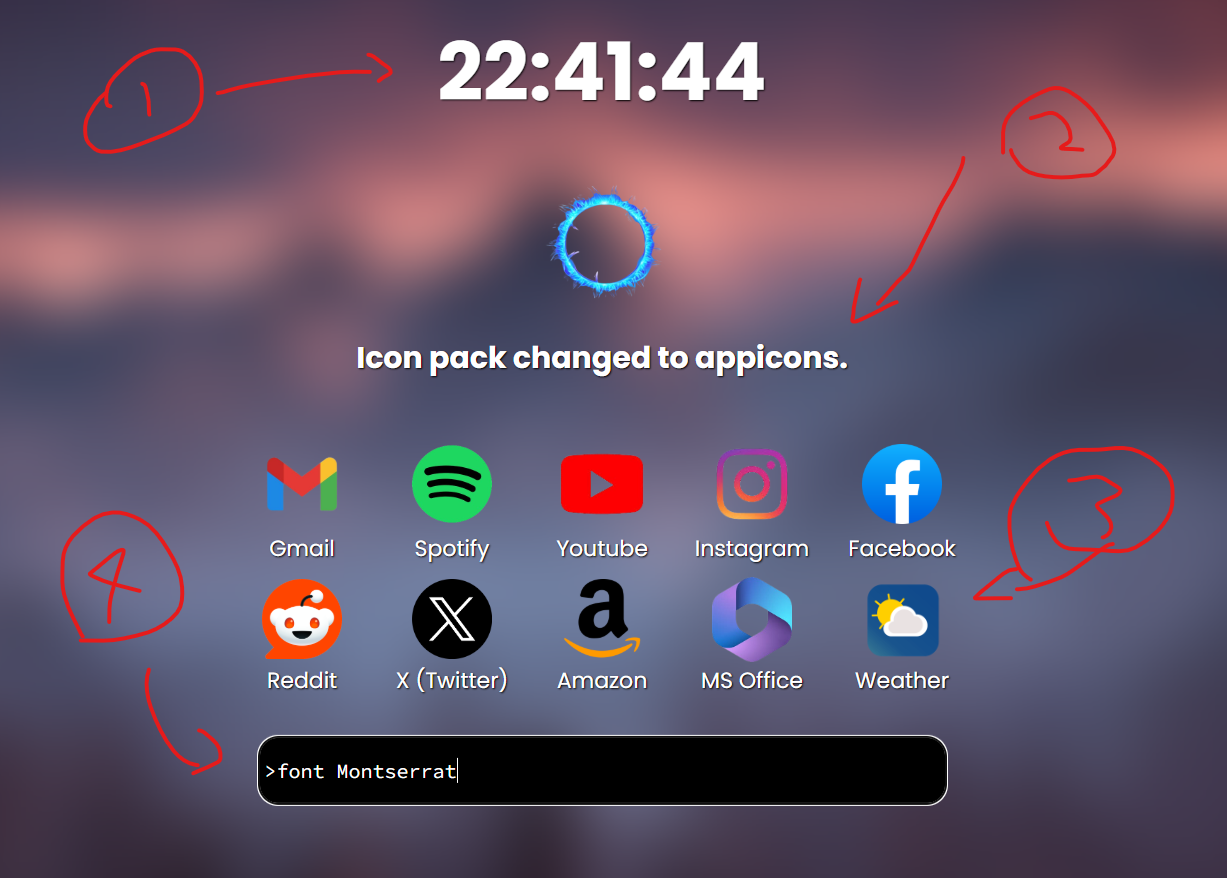 22:41:44
1
2
Icon pack changed to appicons.
Gmail Spotify Youtube Instagram Facebook
3
4
Reddit X (Twitter) Amazon MS Office Weather
>font Montserrat